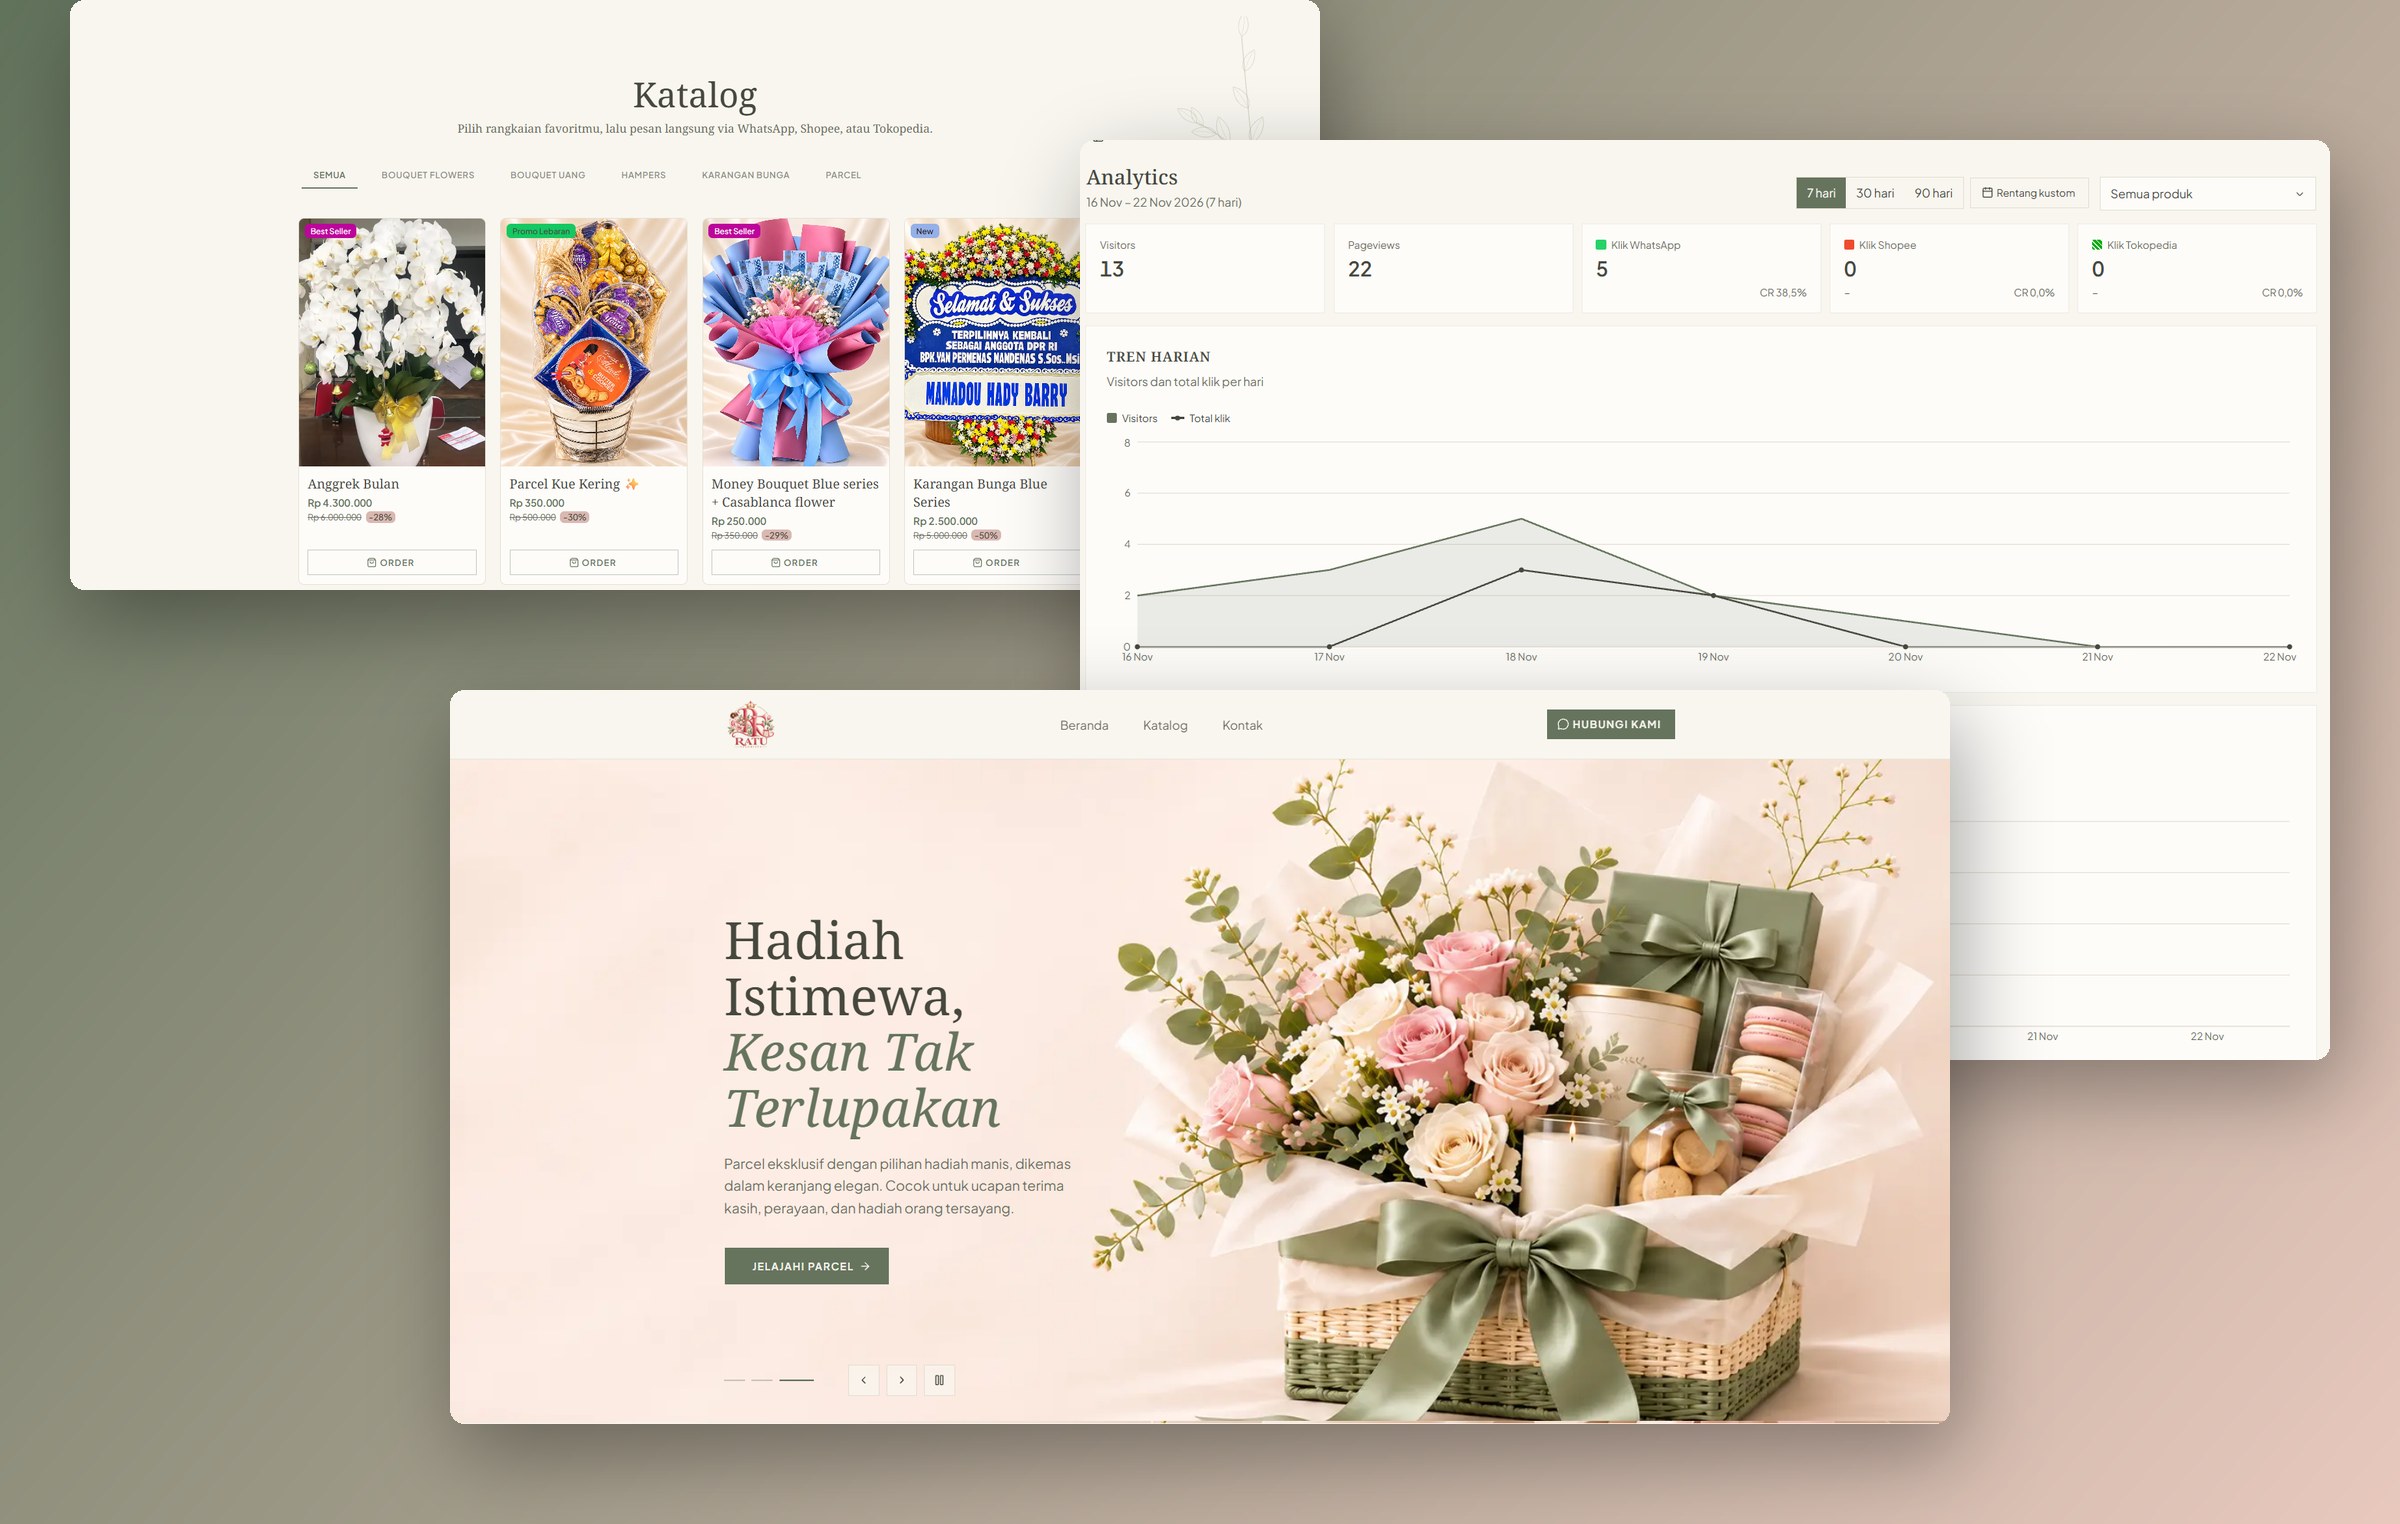 Katalog
Pilih rangkaian favoritmu, lalu pesan langsung via WhatsApp, Shopee, atau Tokopedia.
SEMUA
BOUQUET FLOWERS
BOUQUET UANG
HAMPERS
KARANGAN BUNGA
PARCEL
Best Seller
Anggrek Bulan
Rp 4.300.000
Rp 6.000.000 -28%
ORDER
Promo Lebaran
Parcel Kue Kering ✨
Rp 350.000
Rp 500.000 -30%
ORDER
Best Seller
Money Bouquet Blue series
+ Casablanca flower
Rp 250.000
Rp 350.000 -29%
ORDER
New
Selamat & Sukses
TERPILIHNYA KEMBALI
SEBAGAI ANGGOTA DPR RI
BPK.YAN PERMENAS MANDENAS S.Sos.,Msi
MAMADOU HADY BARRY
Karangan Bunga Blue
Series
Rp 2.500.000
Rp 5.000.000 -50%
ORDER
Analytics
16 Nov – 22 Nov 2026 (7 hari)
7 hari
30 hari
90 hari
Rentang kustom
Semua produk
Visitors
13
Pageviews
22
Klik WhatsApp
5
CR 38,5%
Klik Shopee
0
– CR 0,0%
Klik Tokopedia
0
– CR 0,0%
TREN HARIAN
Visitors dan total klik per hari
Visitors Total klik
8
6
4
2
0
16 Nov 17 Nov 18 Nov 19 Nov 20 Nov 21 Nov 22 Nov
21 Nov 22 Nov
RATU
Beranda
Katalog
Kontak
HUBUNGI KAMI
Hadiah
Istimewa,
Kesan Tak
Terlupakan
Parcel eksklusif dengan pilihan hadiah manis, dikemas
dalam keranjang elegan. Cocok untuk ucapan terima
kasih, perayaan, dan hadiah orang tersayang.
JELAJAHI PARCEL →